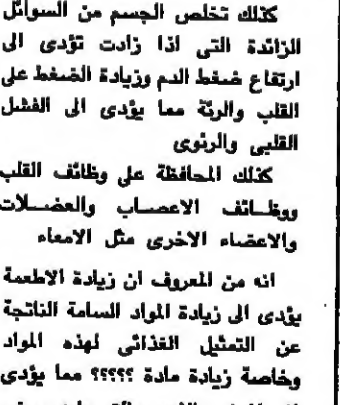 كذلك تخلص الجسم من السوائل
الزائدة التى اذا زادت تؤدى الى
ارتفاع ضغط الدم وزيادة الضغط على
القلب والرئة مما يؤدى الى الفشل
القلبى والرئوى
كذلك المحافظة على وظائف القلب
ووظائف الاعصاب والعضلات
والاعضاء الاخرى مثل الامعاء
انه من المعروف ان زيادة الاطعمة
يؤدى الى زيادة المواد السامة الناتجة
عن التمثيل الغذائى لهذه المواد
وخاصة زيادة مادة ؟؟؟؟؟ مما يؤدى